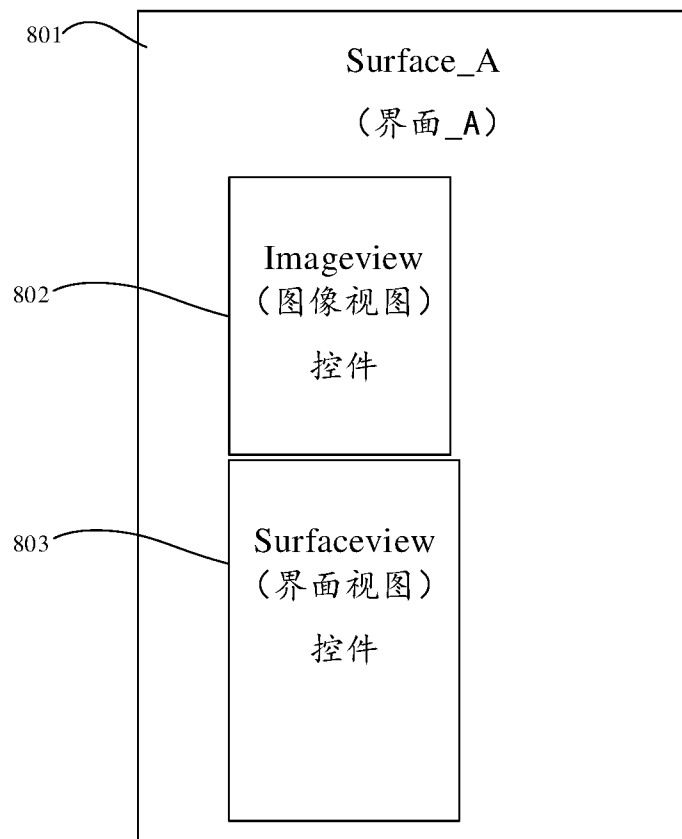 801
Surface_A
（界面_A）
Imageview
802
（图像视图）
控件
803
Surfaceview
（界面视图）
控件